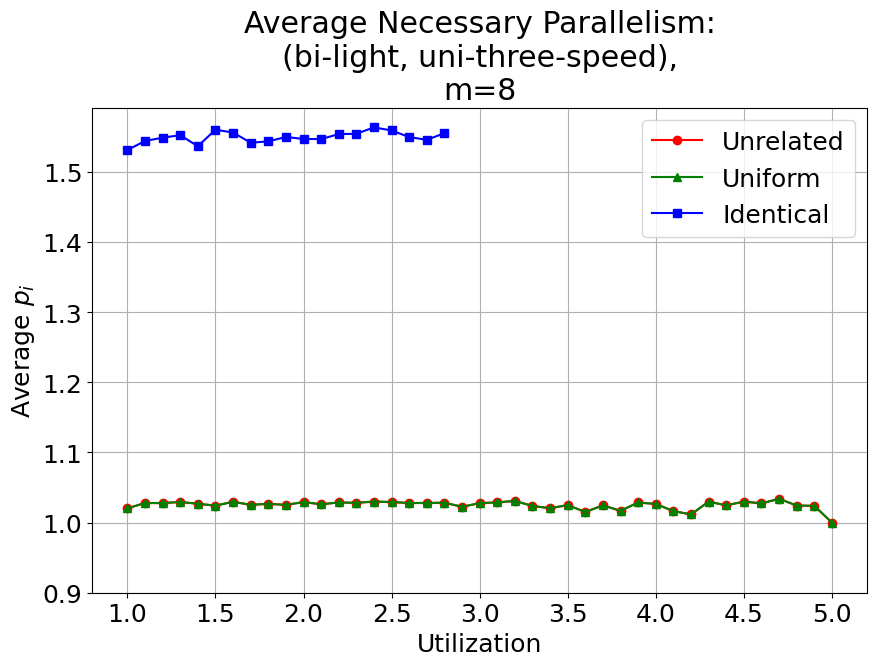 Average Necessary Parallelism:
(bi-light, uni-three-speed),
m=8
Unrelated
Uniform
Identical
Average p_i
1.5
1.4
1.3
1.2
1.1
1.0
0.9
1.0 1.5 2.0 2.5 3.0 3.5 4.0 4.5 5.0
Utilization